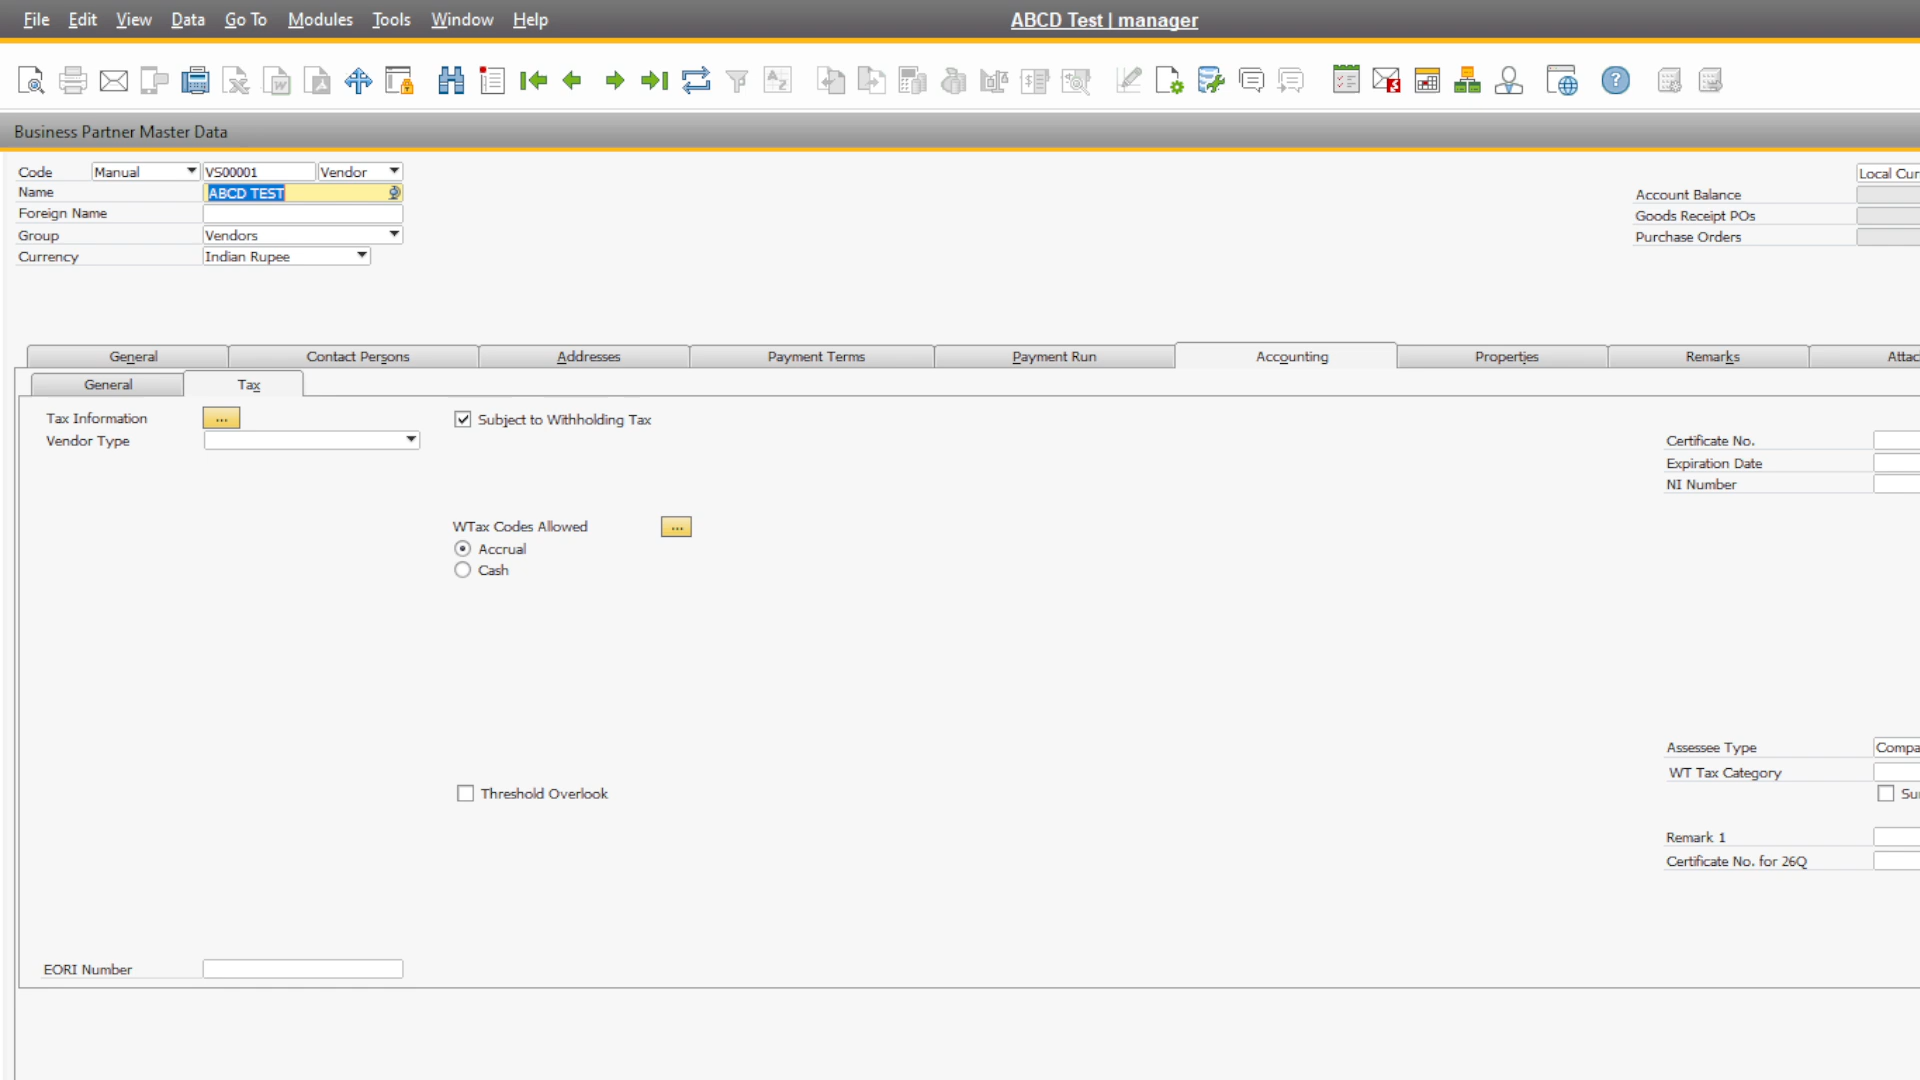 File Edit View Data Go To Modules Tools Window Help
ABCD Test | manager
Business Partner Master Data
Code Manual VS00001 Vendor
Local Cur
Name ABCD TEST
Account Balance
Foreign Name
Goods Receipt POs
Group Vendors
Purchase Orders
Currency Indian Rupee
General Contact Persons Addresses Payment Terms Payment Run Accounting Properties Remarks Attac
General Tax
Tax Information ... Subject to Withholding Tax
Vendor Type
Certificate No.
Expiration Date
NI Number
WTax Codes Allowed ...
Accrual
Cash
Assessee Type Compa
WT Tax Category
Threshold Overlook
Su
Remark 1
Certificate No. for 26Q
EORI Number